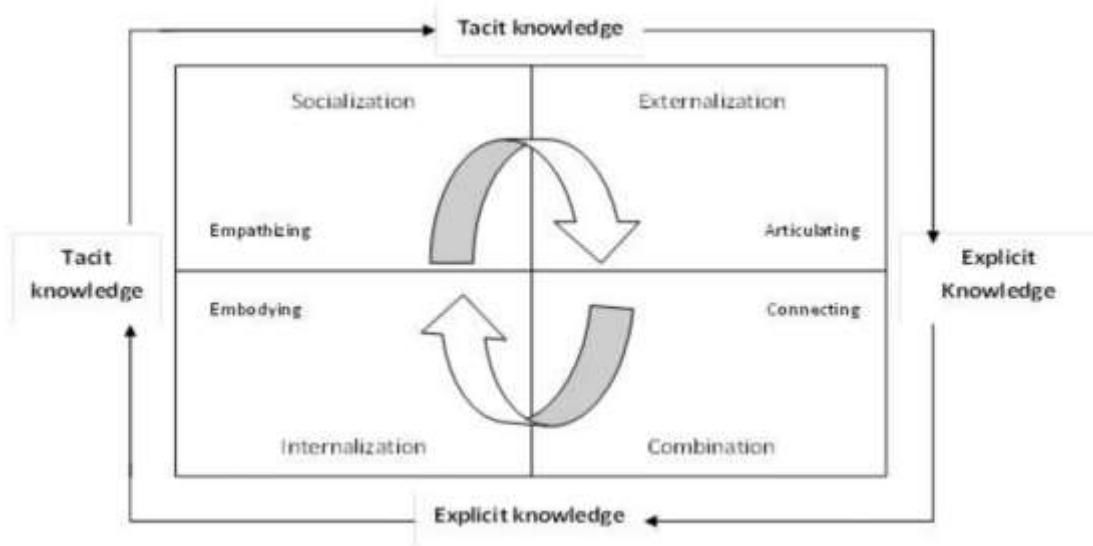 Tacit knowledge
Socialization
Externalization
Empathizing
Articulating
Tacit
knowledge
Explicit
Knowledge
Embodying
Connecting
Internalization
Combination
Explicit knowledge